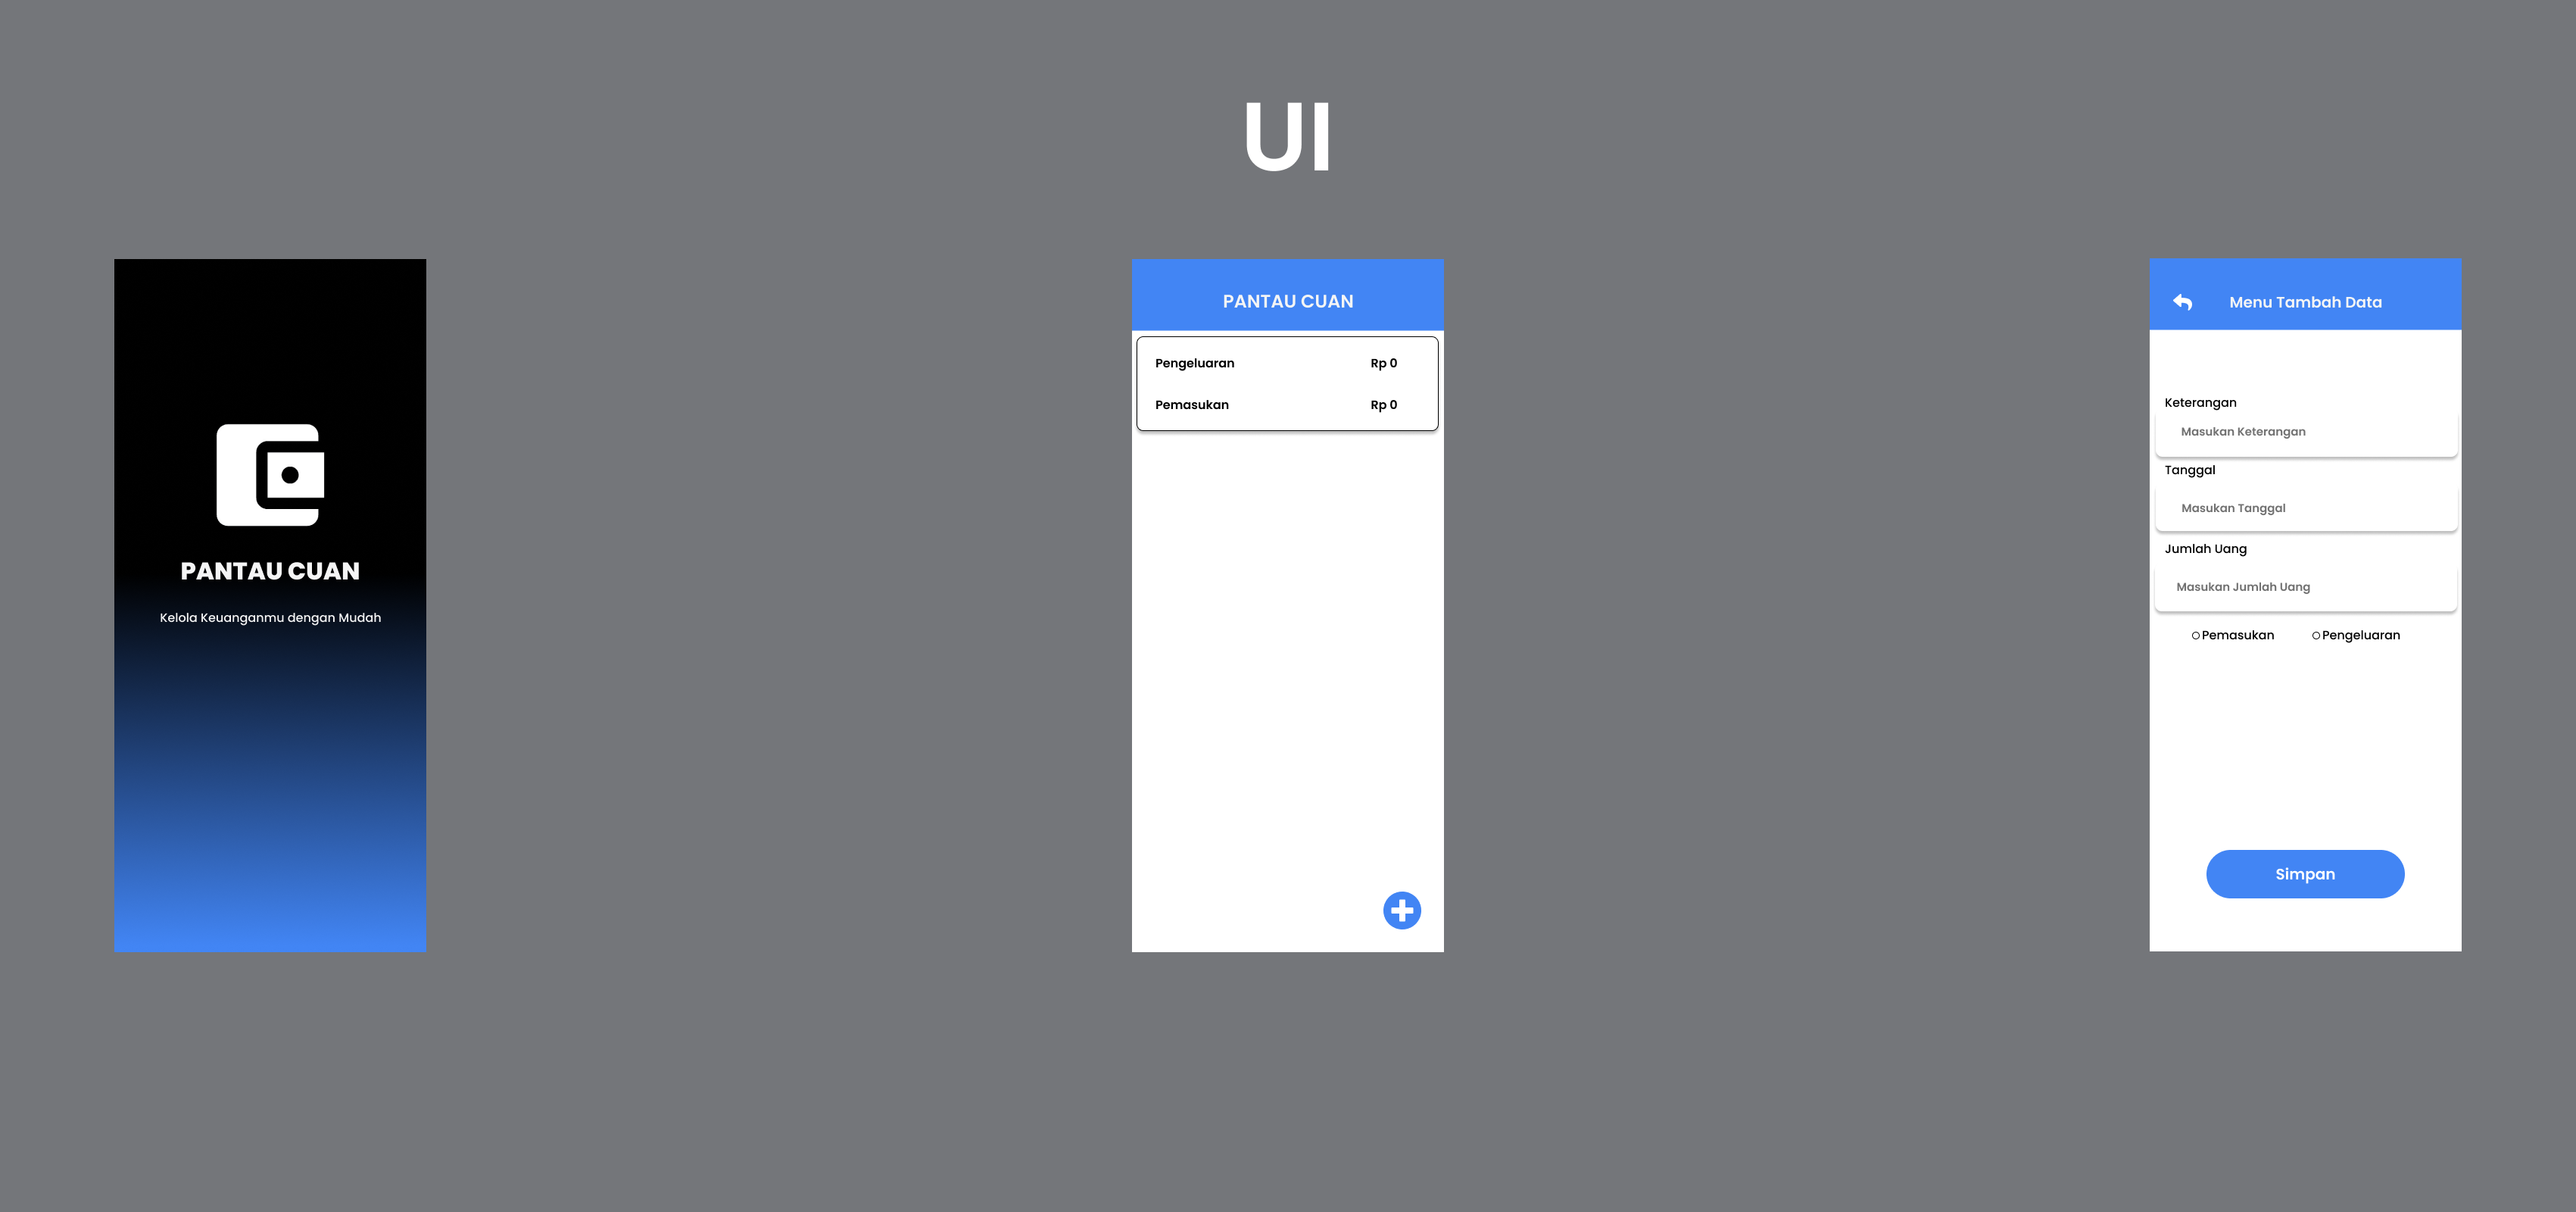 UI
PANTAU CUAN
Kelola Keuanganmu dengan Mudah
PANTAU CUAN
Pengeluaran Rp 0
Pemasukan Rp 0
Menu Tambah Data
Keterangan
Masukan Keterangan
Tanggal
Masukan Tanggal
Jumlah Uang
Masukan Jumlah Uang
Pemasukan Pengeluaran
Simpan